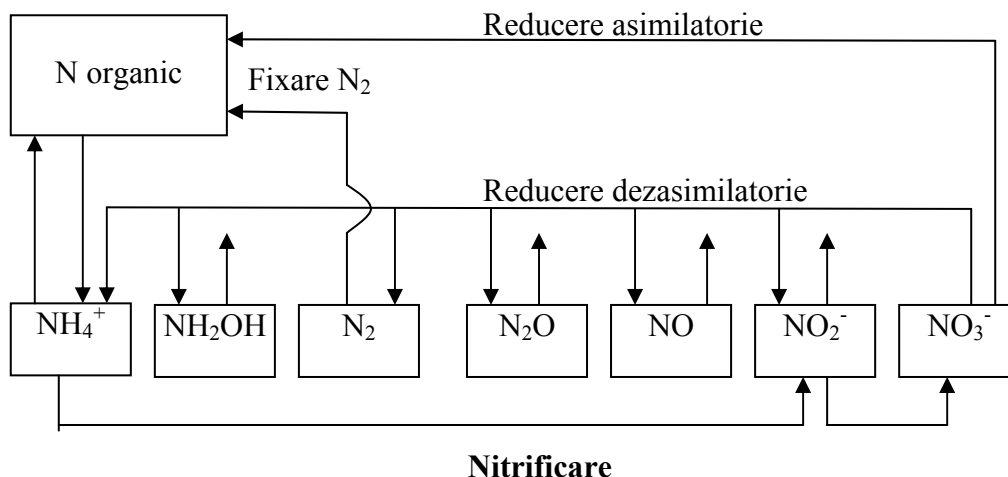 Reducere asimilatorie
N organic
Fixare N₂
Reducere dezasimilatorie
NH₄⁺
NH₂OH
N₂
N₂O
NO
NO₂⁻
NO₃⁻
Nitrificare